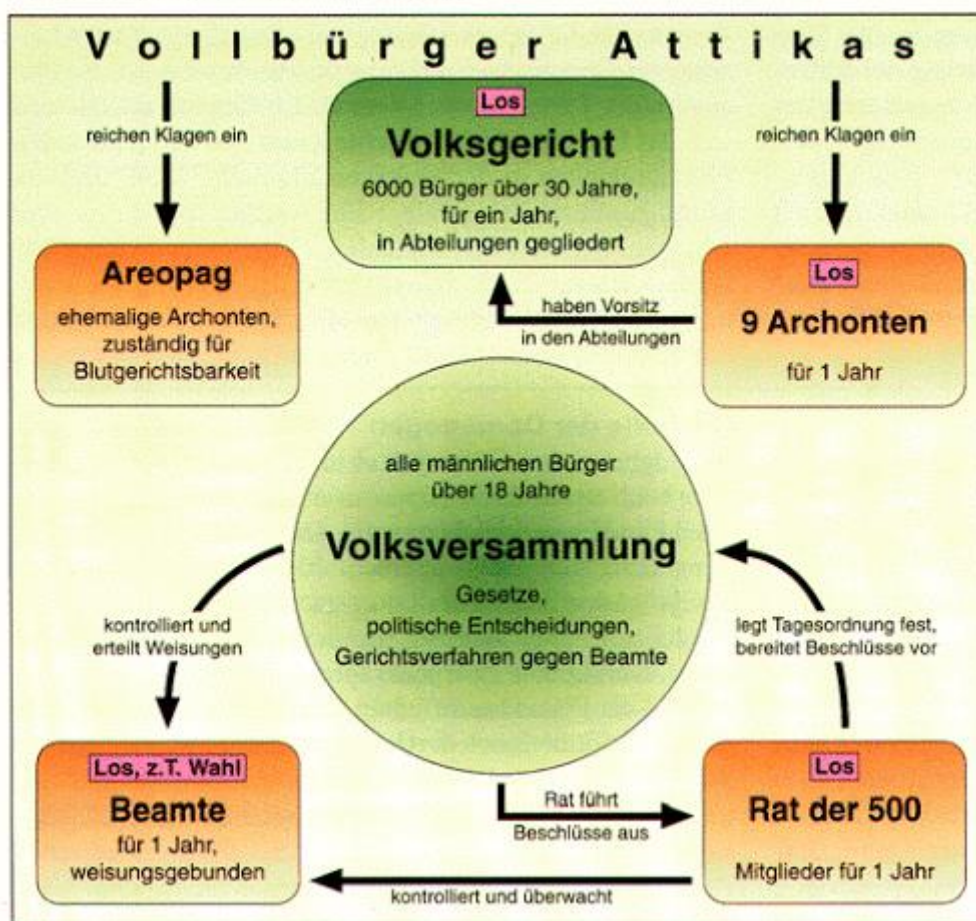 Vollbürger Attikas
reichen Klagen ein
Los
Volksgericht
6000 Bürger über 30 Jahre,
für ein Jahr,
in Abteilungen gegliedert
reichen Klagen ein
Areopag
ehemalige Archonten,
zuständig für
Blutgerichtsbarkeit
haben Vorsitz
in den Abteilungen
Los
9 Archonten
für 1 Jahr
alle männlichen Bürger
über 18 Jahre
Volksversammlung
Gesetze,
politische Entscheidungen,
Gerichtsverfahren gegen Beamte
kontrolliert und
erteilt Weisungen
legt Tagesordnung fest,
bereitet Beschlüsse vor
Los, z.T. Wahl
Beamte
für 1 Jahr,
weisungsgebunden
Rat führt
Beschlüsse aus
Los
Rat der 500
Mitglieder für 1 Jahr
kontrolliert und überwacht